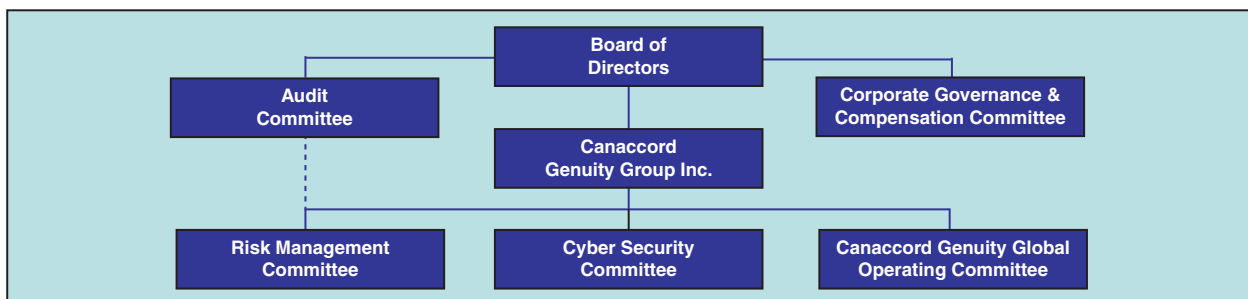 Board of
Directors
Audit
Committee
Corporate Governance &
Compensation Committee
Canaccord
Genuity Group Inc.
Risk Management
Committee
Cyber Security
Committee
Canaccord Genuity Global
Operating Committee